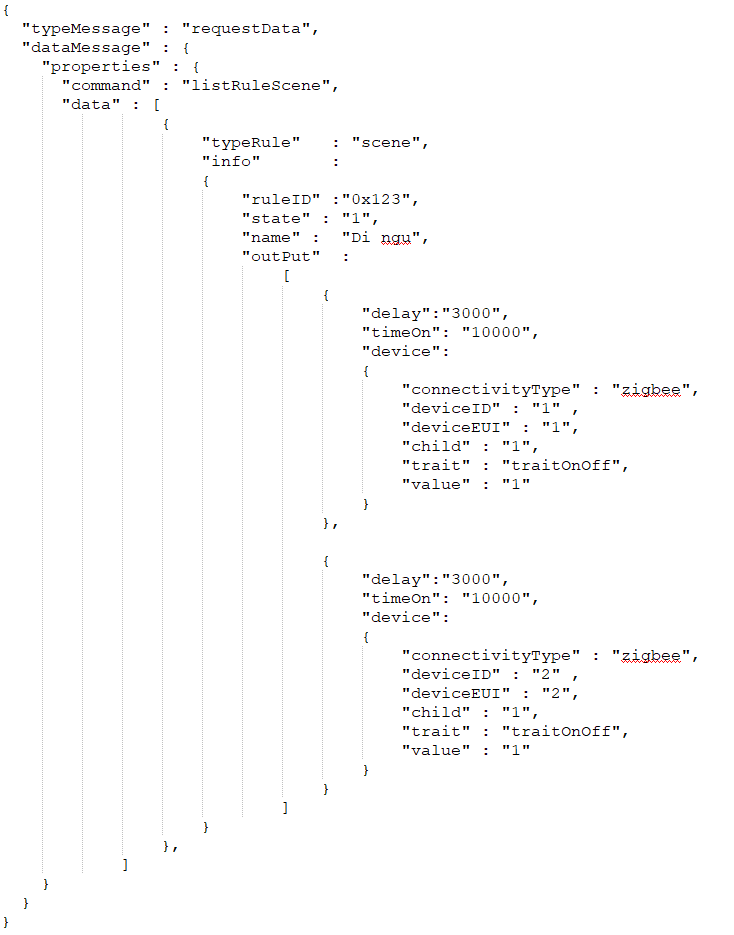 {
"typeMessage" : "requestData",
"dataMessage" : {
"properties" : {
"command" : "listRuleScene",
"data" : [
{
"typeRule" : "scene",
"info" :
{
"ruleID" :"0x123",
"state" : "1",
"name" : "Di ngu",
"outPut" :
[
{
"delay":"3000",
"timeOn": "10000",
"device":
{
"connectivityType" : "zigbee",
"deviceID" : "1" ,
"deviceEUI" : "1",
"child" : "1",
"trait" : "traitOnOff",
"value" : "1"
}
},
{
"delay":"3000",
"timeOn": "10000",
"device":
{
"connectivityType" : "zigbee",
"deviceID" : "2" ,
"deviceEUI" : "2",
"child" : "1",
"trait" : "traitOnOff",
"value" : "1"
}
}
]
}
},
]
}
}
}